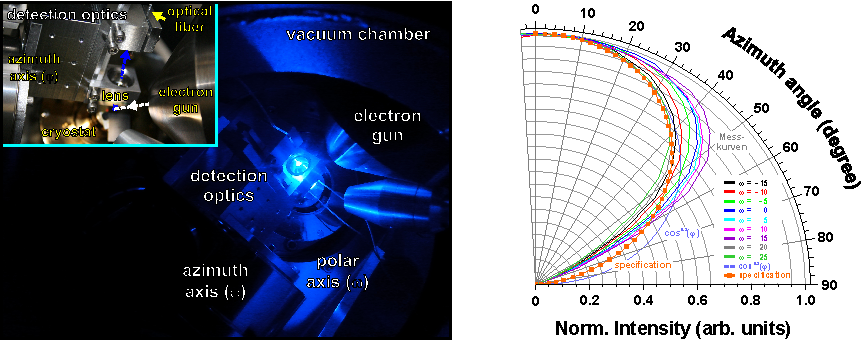 detection optics
optical
fiber
azimuth
axis (φ)
lens
electron
gun
cryostat
vacuum chamber
electron
gun
detection
optics
azimuth
axis
polar
axis (ω)
0
10
20
30
40
50
60
70
80
90
Azimuth angle (degree)
Mess-
kurven
ω = - 15
ω = - 10
ω = - 5
ω = 0
ω = 5
ω = 10
ω = 15
ω = 20
ω = 25
(φ)
specification
(φ)
specification
0
0.2
0.4
0.6
0.8
1.0
Norm. Intensity (arb. units)